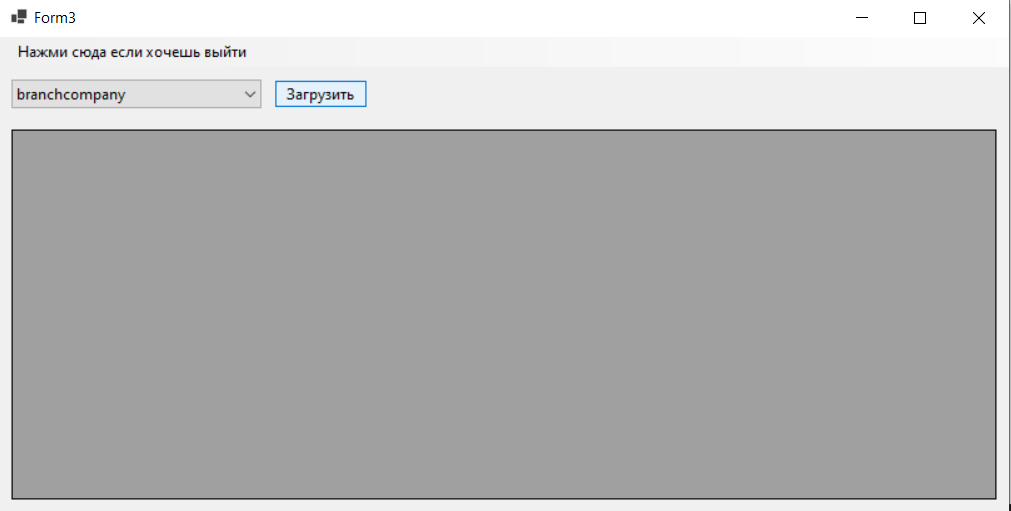 Form3
Нажми сюда если хочешь выйти
branchcompany
Загрузить